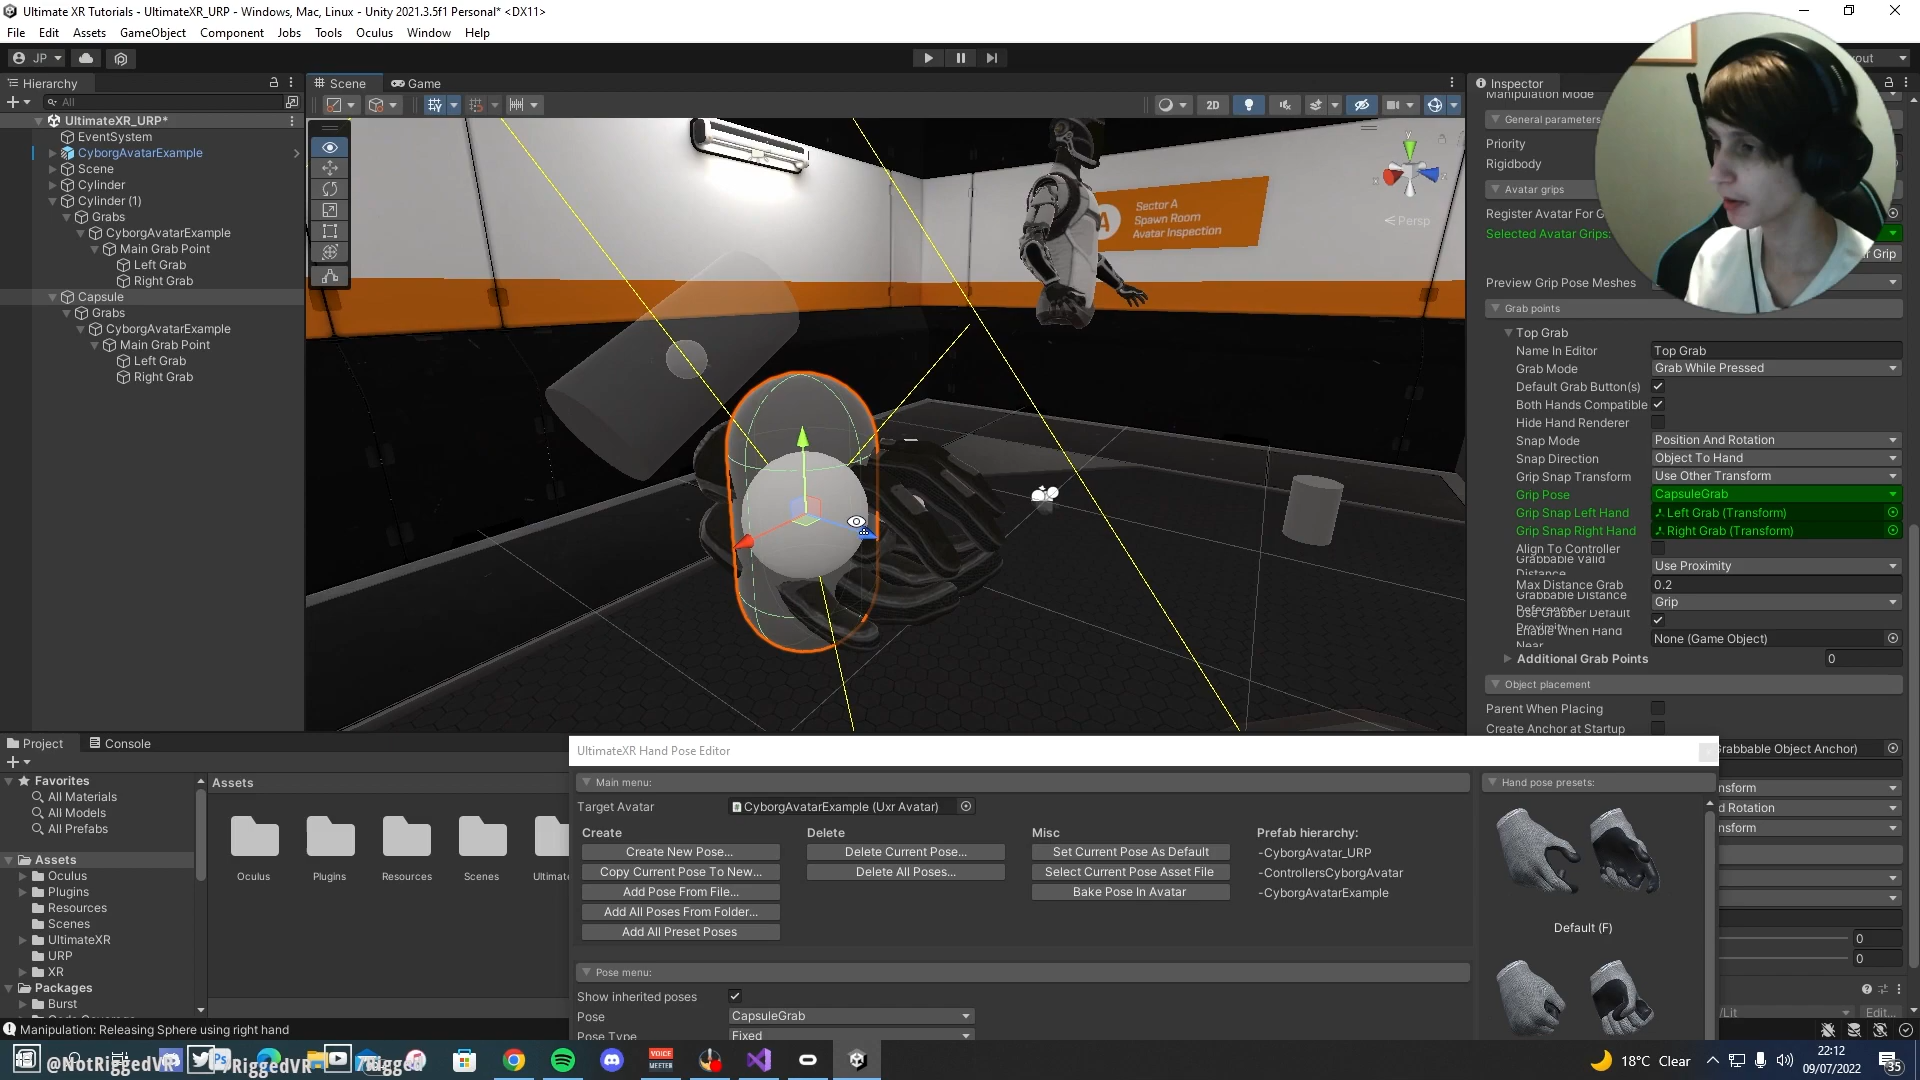 Ultimate XR Tutorials - UltimateXR_URP - Windows, Mac, Linux - Unity 2021.3.5f1 Personal* <DX11>
File Edit Assets GameObject Component Jobs Tools Oculus Window Help
JP
Hierarchy
All
UltimateXR_URP*
EventSystem
CyborgAvatarExample
Scene
Cylinder
Cylinder (1)
Grabs
CyborgAvatarExample
Main Grab Point
Left Grab
Right Grab
Capsule
Grabs
CyborgAvatarExample
Main Grab Point
Left Grab
Right Grab
Scene Game
2D
Persp
Sector A
Spawn Room
Avatar Inspection
Inspector
Manipulation Mode
General parameters
Priority
Rigidbody
Avatar grips
Register Avatar For G
Selected Avatar Grips:
Grip
Preview Grip Pose Meshes
Grab points
Top Grab
Name In Editor Top Grab
Grab Mode Grab While Pressed
Default Grab Button(s)
Both Hands Compatible
Hide Hand Renderer
Snap Mode Position And Rotation
Snap Direction Object To Hand
Grip Snap Transform Use Other Transform
Grip Pose CapsuleGrab
Grip Snap Left Hand Left Grab (Transform)
Grip Snap Right Hand Right Grab (Transform)
Align To Controller
Grabbable Valid Distance Use Proximity
Max Distance Grab 0.2
Grabbable Distance Reference Grip
Use Grabber Default Proximity
Enable When Hand Near None (Game Object)
Additional Grab Points 0
Object placement
Parent When Placing
Create Anchor at Startup
Grabbable Object Anchor)
nsform
d Rotation
nsform
0
0
/Lit Edit...
Project Console
Favorites
All Materials
All Models
All Prefabs
Assets
Oculus
Plugins
Resources
Scenes
UltimateXR
URP
XR
Packages
Burst
Assets
Oculus Plugins Resources Scenes Ultimate
UltimateXR Hand Pose Editor
Main menu:
Target Avatar CyborgAvatarExample (Uxr Avatar)
Create Delete Misc Prefab hierarchy:
Create New Pose... Delete Current Pose... Set Current Pose As Default -CyborgAvatar_URP
Copy Current Pose To New... Delete All Poses... Select Current Pose Asset File -ControllersCyborgAvatar
Add Pose From File... Bake Pose In Avatar -CyborgAvatarExample
Add All Poses From Folder...
Add All Preset Poses
Pose menu:
Show inherited poses
Pose CapsuleGrab
Pose Type Fixed
Hand pose presets:
Default (F)
Manipulation: Releasing Sphere using right hand
@NotRiggedVR /RiggedVR /7Rigged
VOICE
MEETER
18°C Clear
22:12
09/07/2022
35